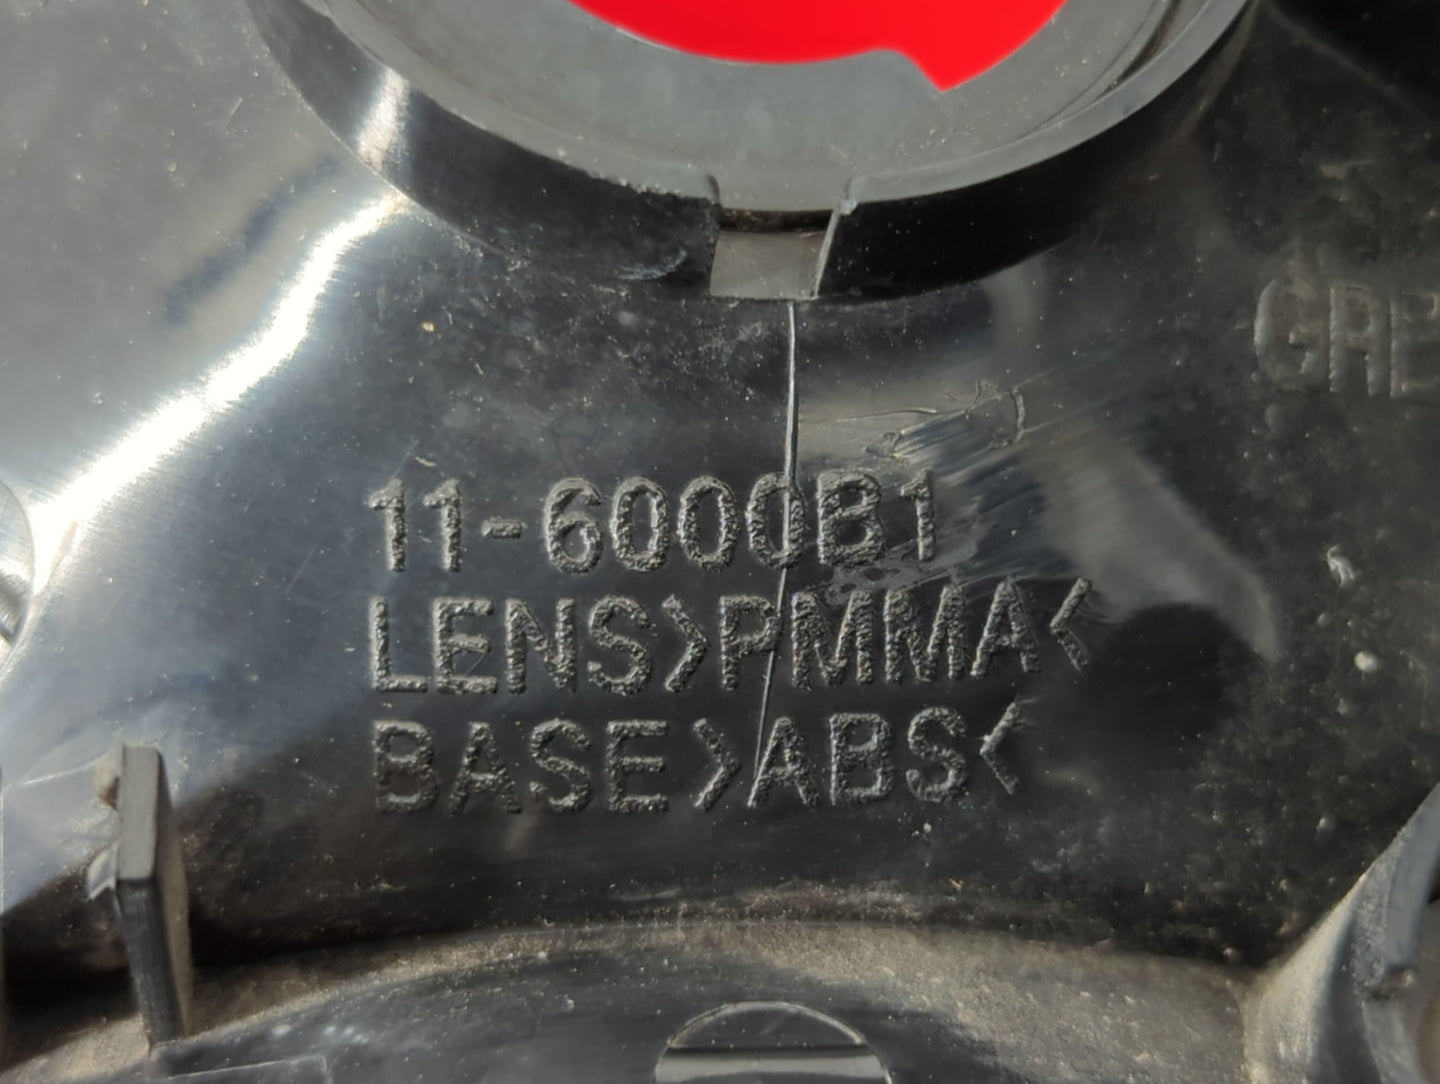 11-6000B1
LENS>PMMA<
BASE>ABS<